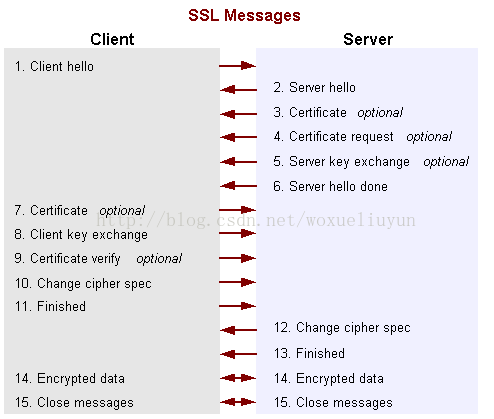 SSL Messages
Client Server
1. Client hello
2. Server hello
3. Certificate optional
4. Certificate request optional
5. Server key exchange optional
6. Server hello done
7. Certificate optional
http://blog.csdn.net/woxueliuyun
8. Client key exchange
9. Certificate verify optional
10. Change cipher spec
11. Finished
12. Change cipher spec
13. Finished
14. Encrypted data 14. Encrypted data
15. Close messages 15. Close messages